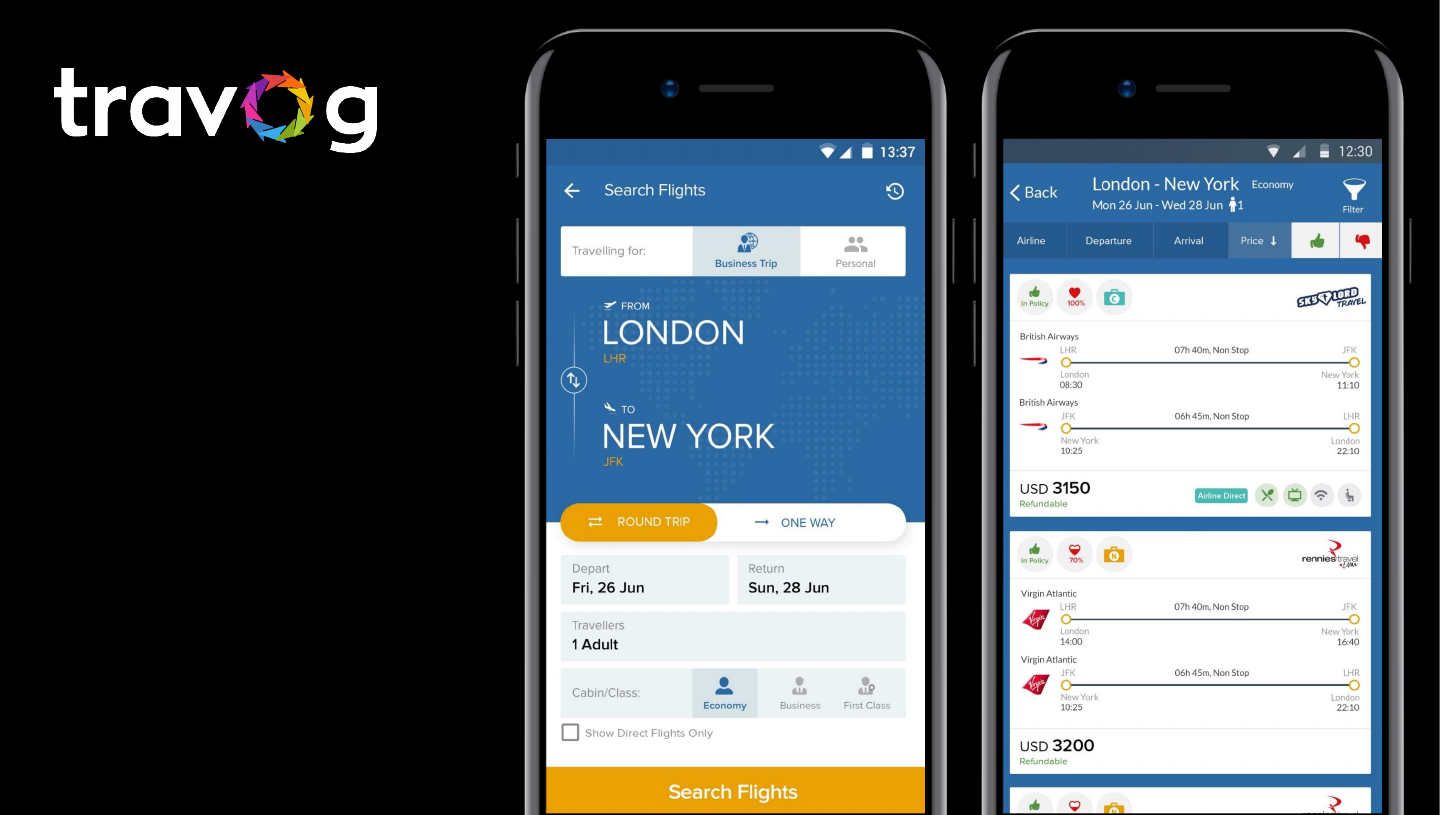 travog
13:37
Search Flights
Travelling for:
Business Trip
Personal
FROM
LONDON
LHR
TO
NEW YORK
JFK
ROUND TRIP
ONE WAY
Depart
Return
Fri, 26 Jun
Sun, 28 Jun
Travellers
1 Adult
Cabin/Class:
Economy
Business
First Class
Show Direct Flights Only
Search Flights
12:30
Back
London - New York Economy
Mon 26 Jun - Wed 28 Jun 1
Filter
Airline
Departure
Arrival
Price ↓
In Policy
100%
C
SKYLORD
TRAVEL
British Airways
LHR
07h 40m, Non Stop
JFK
London
New York
08:30
11:10
British Airways
JFK
06h 45m, Non Stop
LHR
New York
London
10:25
22:10
USD 3150
Refundable
Airline Direct
In Policy
70%
N
renniestravel
.com
Virgin Atlantic
LHR
07h 40m, Non Stop
JFK
Virgin
London
New York
14:00
16:40
Virgin Atlantic
JFK
06h 45m, Non Stop
LHR
Virgin
New York
London
10:25
22:10
USD 3200
Refundable